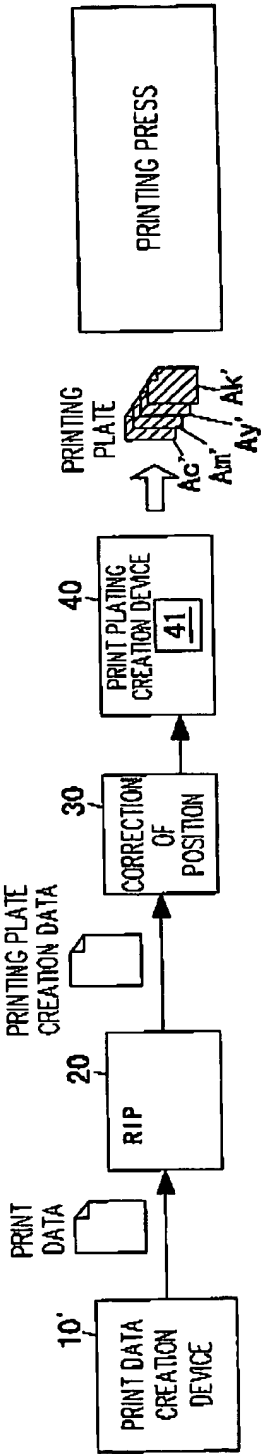 10'
PRINT DATA
CREATION
DEVICE
PRINT
DATA
20
RIP
PRINTING PLATE
CREATION DATA
30
CORRECTION
OF
POSITION
40
PRINT PLATING
CREATION DEVICE
41
PRINTING
PLATE
Ac'
Am'
Ay'
Ak'
PRINTING PRESS